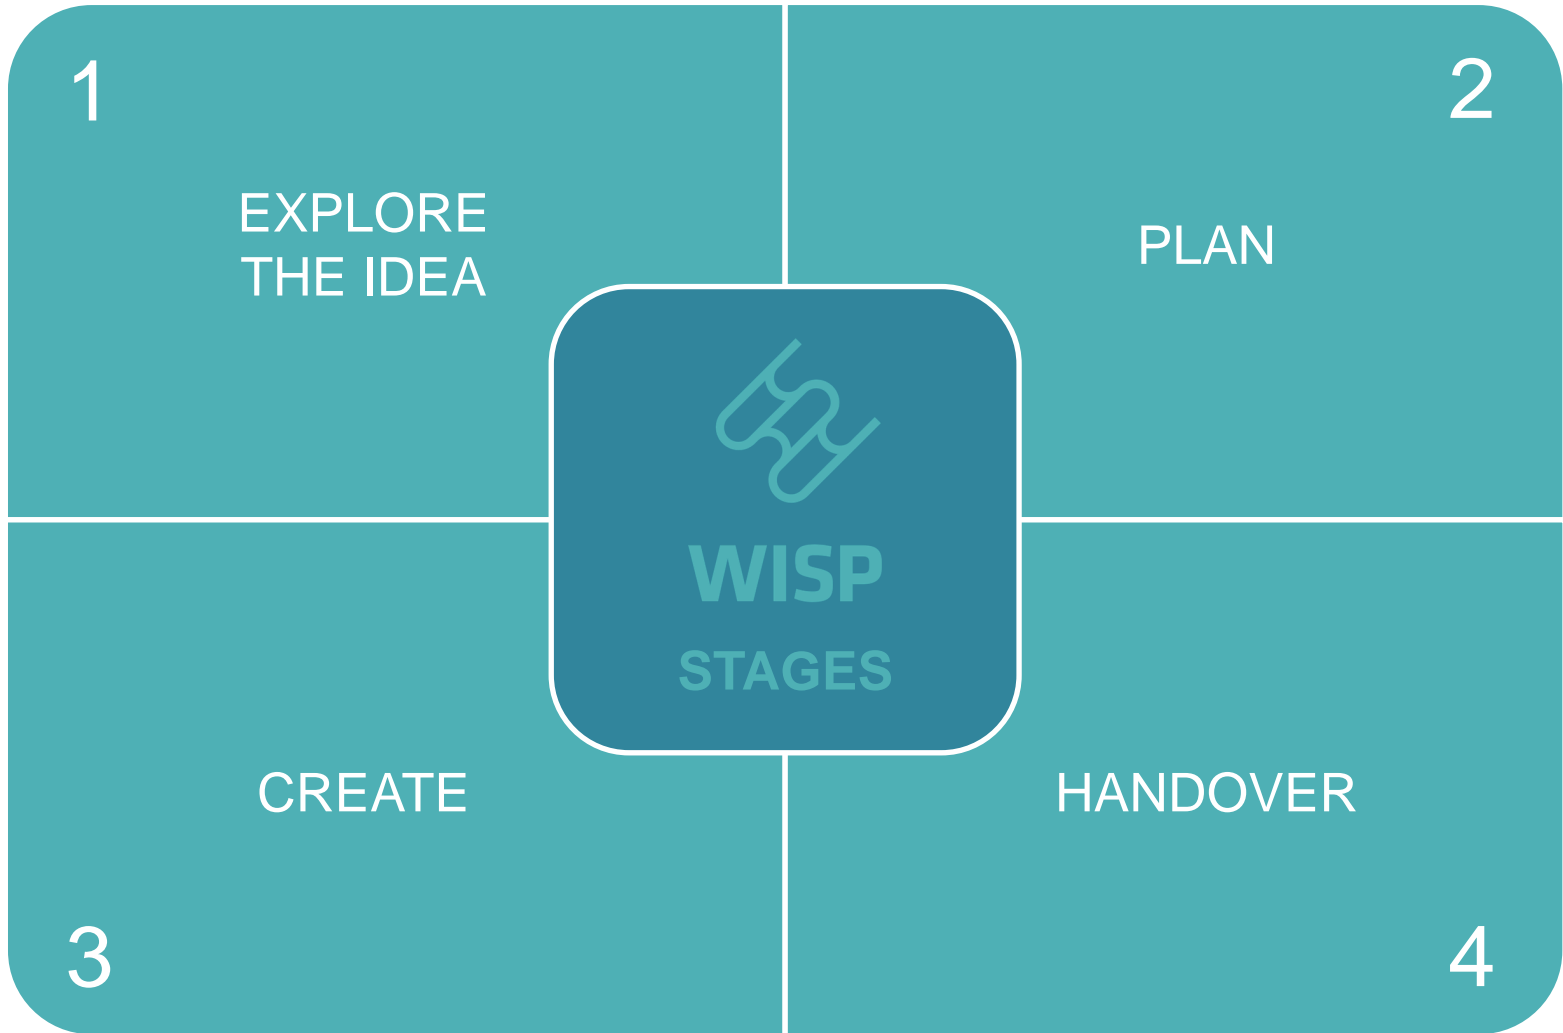 1
EXPLORE
THE IDEA
2
PLAN
WISP
STAGES
3
CREATE
4
HANDOVER